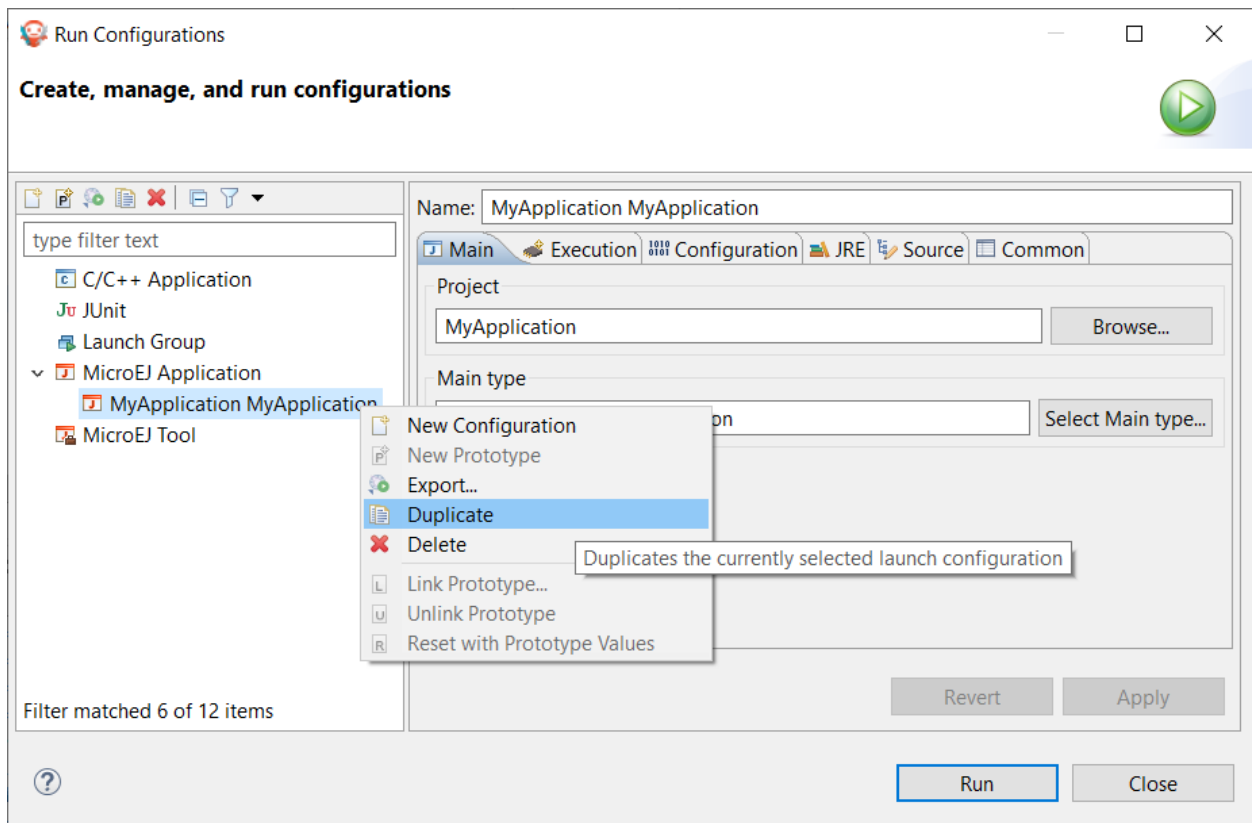 Run Configurations
Create, manage, and run configurations
type filter text
C/C++ Application
Ju JUnit
Launch Group
MicroEJ Application
MyApplication MyApplication
MicroEJ Tool
Filter matched 6 of 12 items
Name: MyApplication MyApplication
Main Execution Configuration JRE Source Common
Project
MyApplication Browse...
Main type
on Select Main type...
New Configuration
New Prototype
Export...
Duplicate
Delete
Duplicates the currently selected launch configuration
Link Prototype...
Unlink Prototype
Reset with Prototype Values
Revert Apply
Run Close